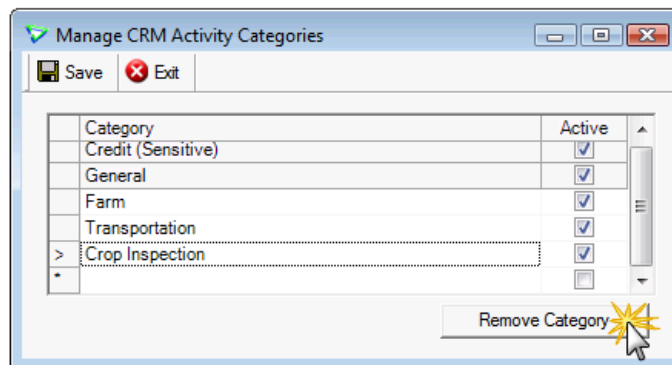 Manage CRM Activity Categories
Save Exit
Category Active
Credit (Sensitive)
General
Farm
Transportation
> Crop Inspection
*
Remove Category